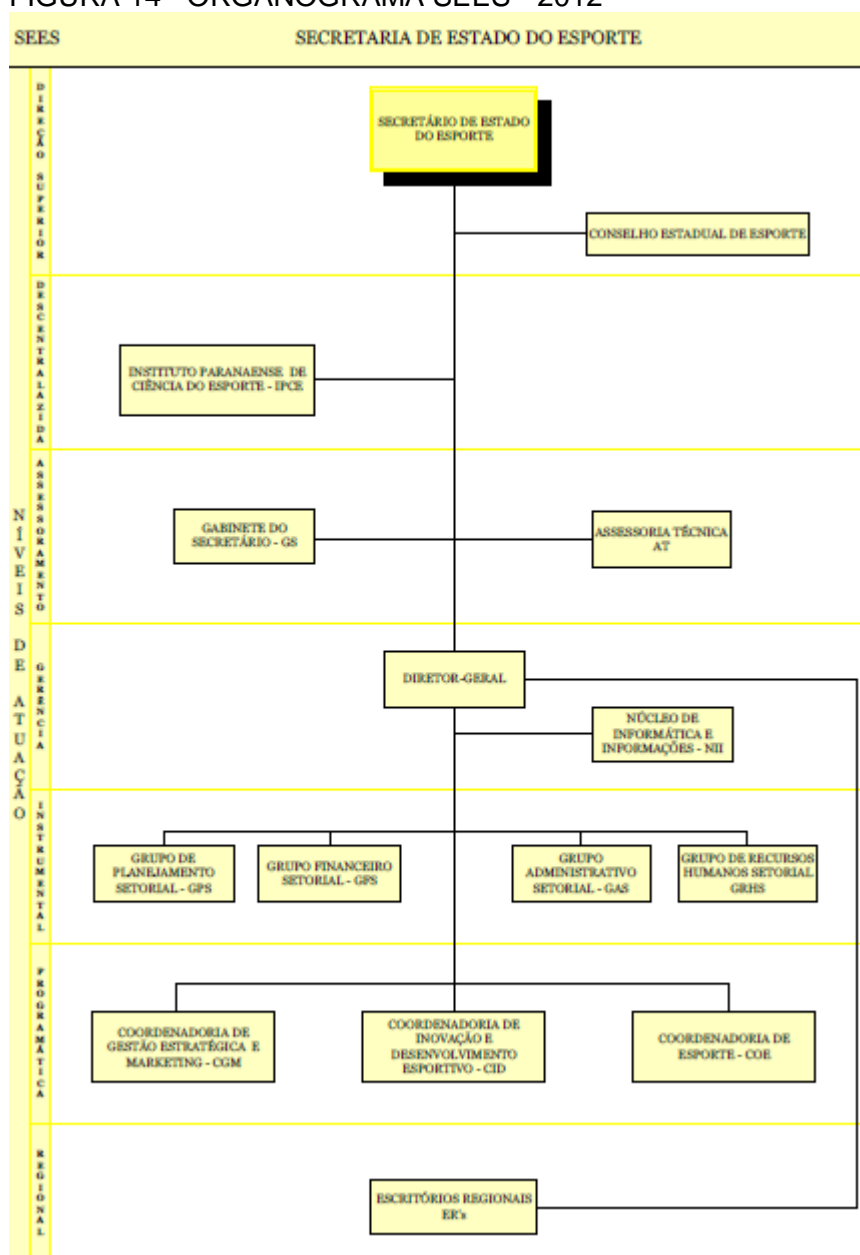 FIGURA 14 - ORGANOGRAMA SEES - 2012
SEES
SECRETARIA DE ESTADO DO ESPORTE
NÍVEIS DE ATUAÇÃO
DIREÇÃO SUPERIOR
SECRETÁRIO DE ESTADO
DO ESPORTE
CONSELHO ESTADUAL DE ESPORTE
DESCENTRALAZIDA
INSTITUTO PARANAENSE DE
CIÊNCIA DO ESPORTE - IPCE
ASSESSORAMENTO
GABINETE DO
SECRETÁRIO - GS
ASSESSORIA TÉCNICA
AT
GERÊNCIA
DIRETOR-GERAL
NÚCLEO DE
INFORMÁTICA E
INFORMAÇÕES - NII
INSTRUMENTAL
GRUPO DE
PLANEJAMENTO
SETORIAL - GPS
GRUPO FINANCEIRO
SETORIAL - GFS
GRUPO
ADMINISTRATIVO
SETORIAL - GAS
GRUPO DE RECURSOS
HUMANOS SETORIAL
GRHS
PROGRAMÁTICA
COORDENADORIA DE
GESTÃO ESTRATÉGICA E
MARKETING - CGM
COORDENADORIA DE
INOVAÇÃO E
DESENVOLVIMENTO
ESPORTIVO - CID
COORDENADORIA DE
ESPORTE - COE
REGIONAL
ESCRITÓRIOS REGIONAIS
ER's